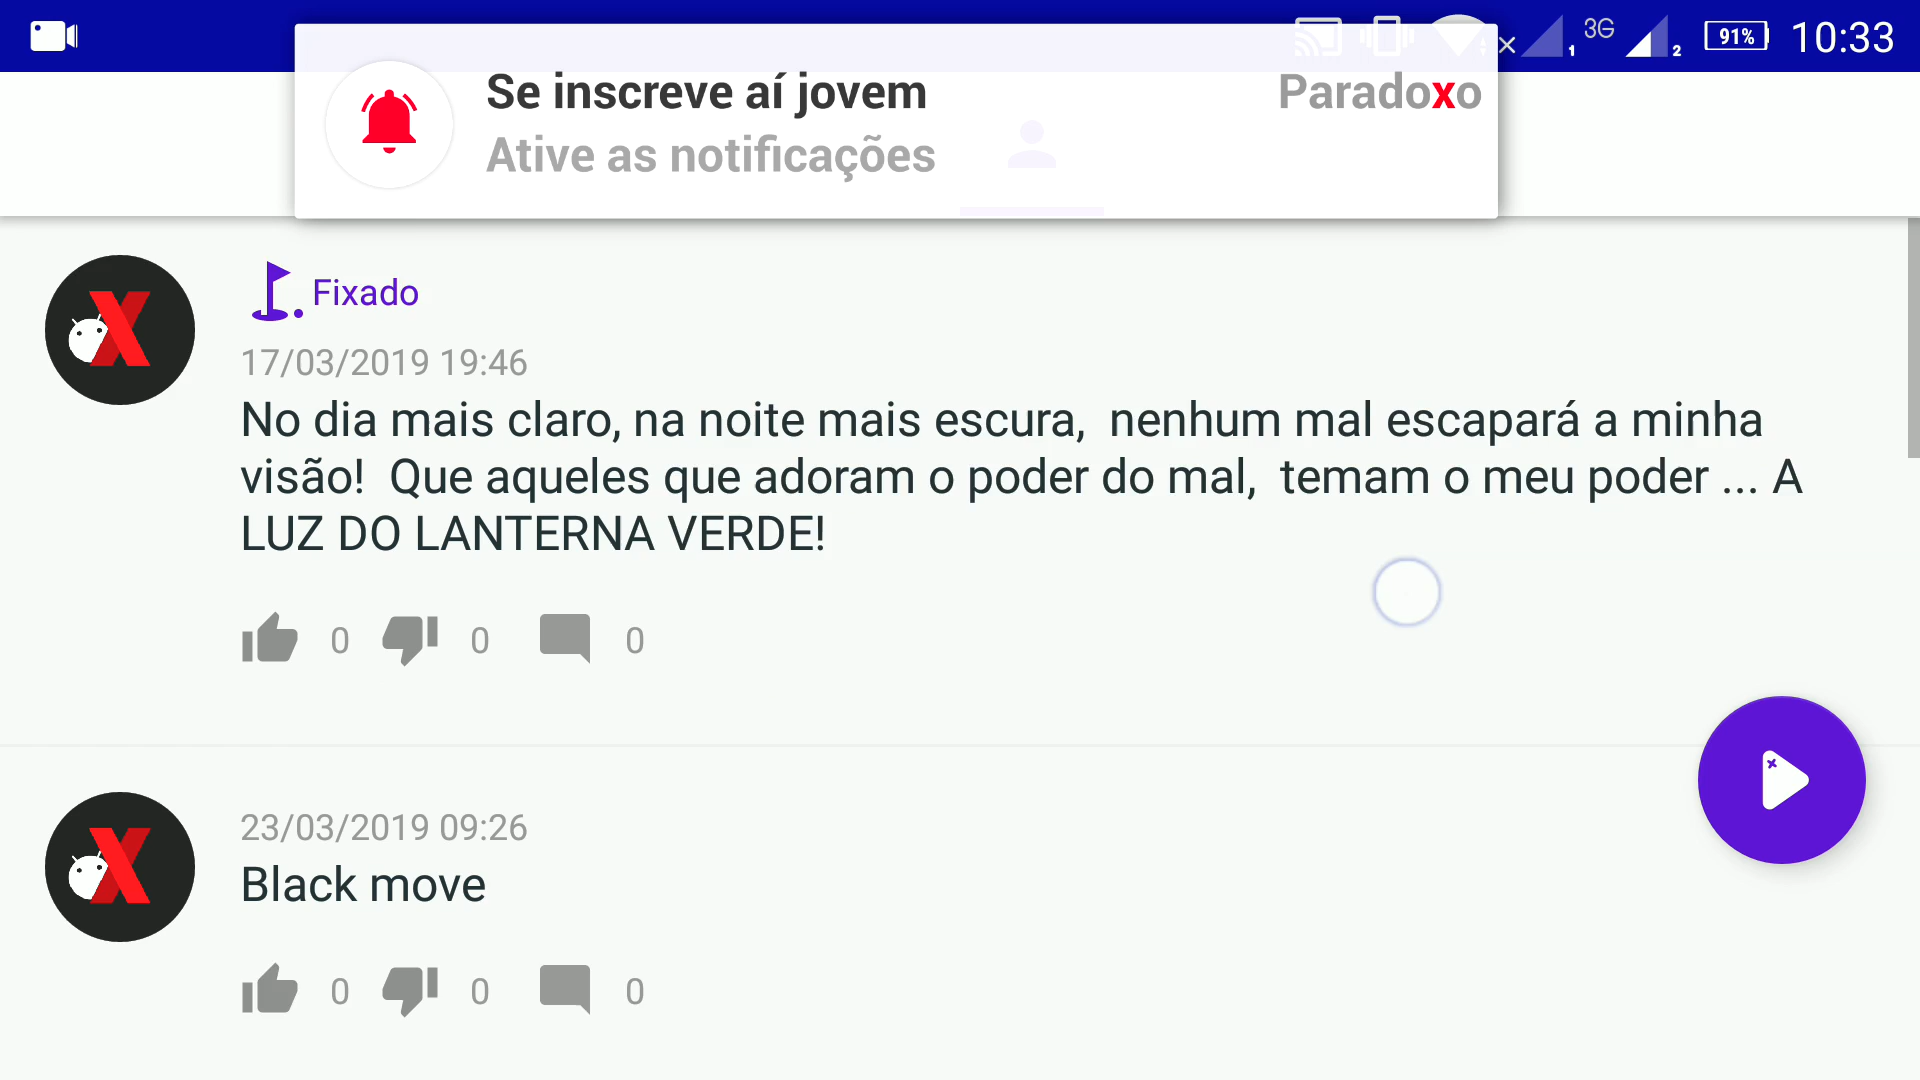 3G
1
2
91%
10:33
Se inscreve aí jovem
Paradoxo
Ative as notificações
Fixado
17/03/2019 19:46
No dia mais claro, na noite mais escura,  nenhum mal escapará a minha
visão!  Que aqueles que adoram o poder do mal,  temam o meu poder ... A
LUZ DO LANTERNA VERDE!
0
0
0
23/03/2019 09:26
Black move
0
0
0